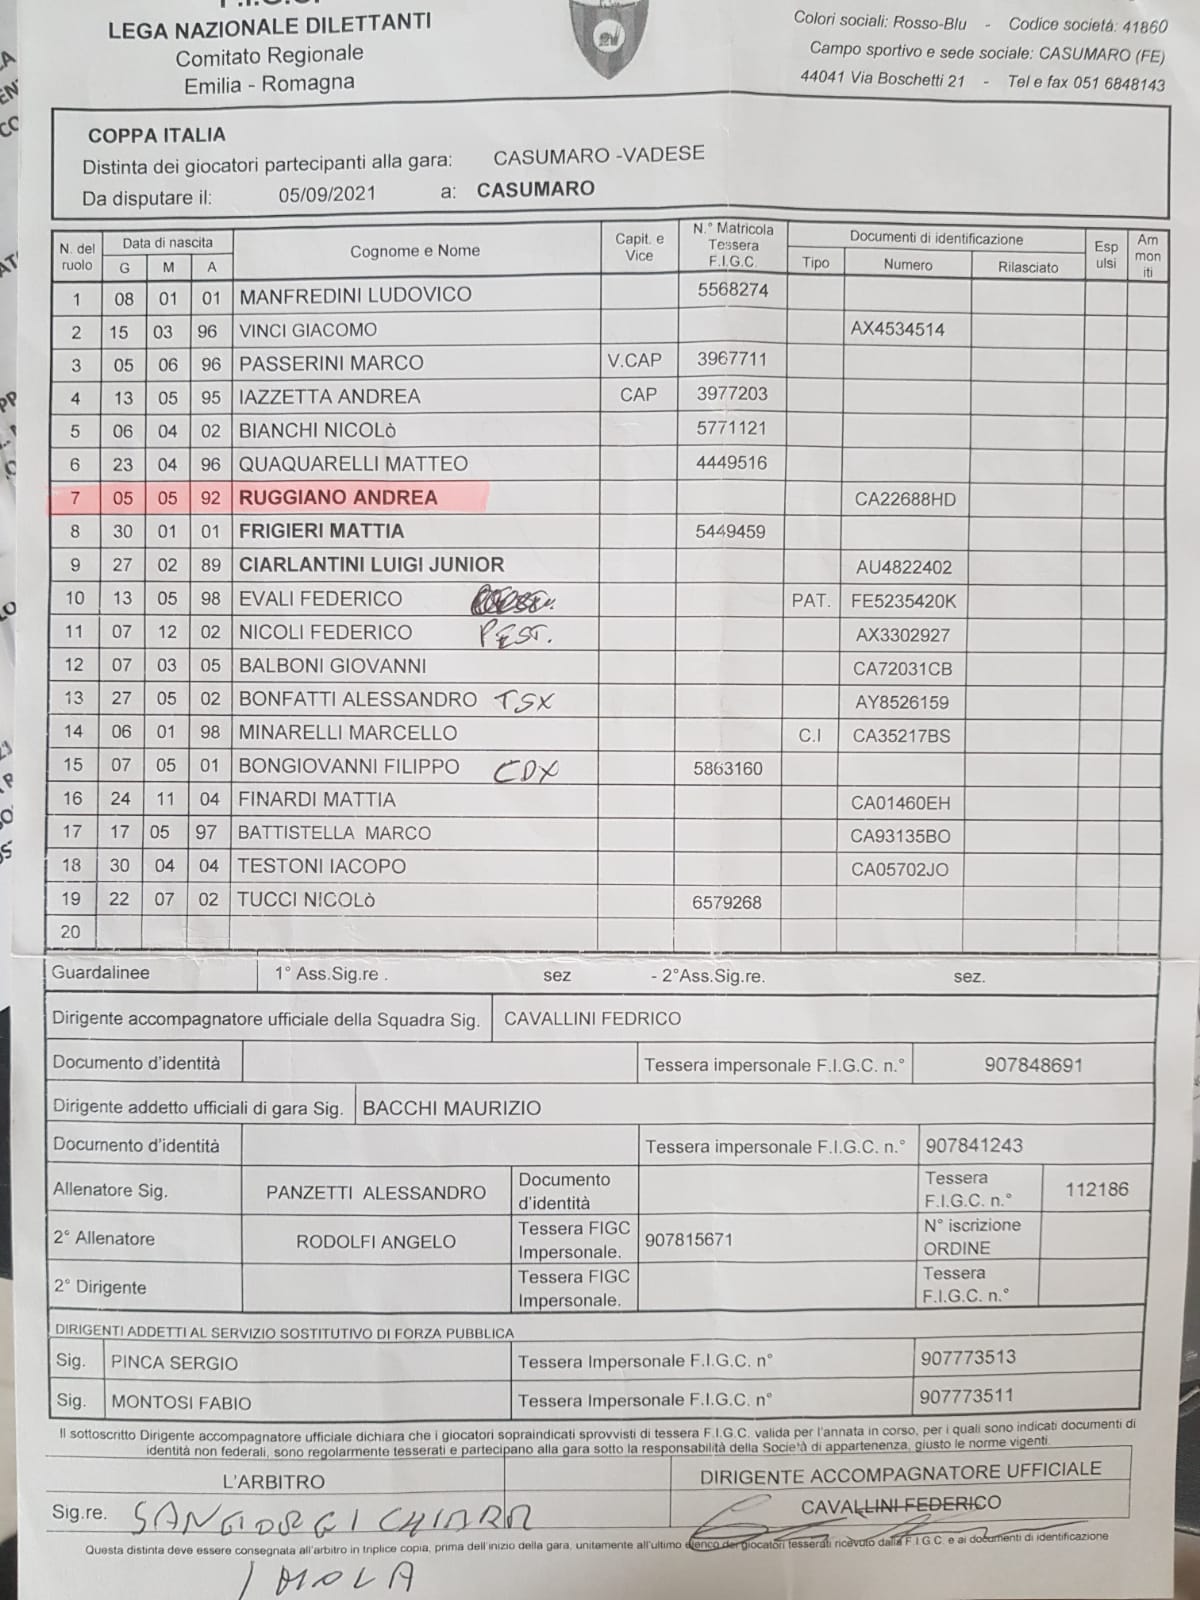 F.I.G.C.
LEGA NAZIONALE DILETTANTI
Comitato Regionale
Emilia - Romagna
Colori sociali: Rosso-Blu - Codice società: 41860
Campo sportivo e sede sociale: CASUMARO (FE)
44041 Via Boschetti 21 - Tel e fax 051 6848143
COPPA ITALIA
Distinta dei giocatori partecipanti alla gara: CASUMARO -VADESE
Da disputare il: 05/09/2021 a: CASUMARO
N. del ruolo Data di nascita G M A Cognome e Nome Capit. e Vice N.° Matricola Tessera F.I.G.C. Documenti di identificazione Tipo Numero Rilasciato Esp ulsi Am mon iti
1 08 01 01 MANFREDINI LUDOVICO 5568274
2 15 03 96 VINCI GIACOMO AX4534514
3 05 06 96 PASSERINI MARCO V.CAP 3967711
4 13 05 95 IAZZETTA ANDREA CAP 3977203
5 06 04 02 BIANCHI NICOLò 5771121
6 23 04 96 QUAQUARELLI MATTEO 4449516
7 05 05 92 RUGGIANO ANDREA CA22688HD
8 30 01 01 FRIGIERI MATTIA 5449459
9 27 02 89 CIARLANTINI LUIGI JUNIOR AU4822402
10 13 05 98 EVALI FEDERICO PAT. FE5235420K
11 07 12 02 NICOLI FEDERICO PEST. AX3302927
12 07 03 05 BALBONI GIOVANNI CA72031CB
13 27 05 02 BONFATTI ALESSANDRO TSX AY8526159
14 06 01 98 MINARELLI MARCELLO C.I CA35217BS
15 07 05 01 BONGIOVANNI FILIPPO CDX 5863160
16 24 11 04 FINARDI MATTIA CA01460EH
17 17 05 97 BATTISTELLA MARCO CA93135BO
18 30 04 04 TESTONI IACOPO CA05702JO
19 22 07 02 TUCCI NICOLò 6579268
20
Guardalinee 1° Ass.Sig.re . sez - 2°Ass.Sig.re. sez.
Dirigente accompagnatore ufficiale della Squadra Sig. CAVALLINI FEDRICO
Documento d'identità Tessera impersonale F.I.G.C. n.° 907848691
Dirigente addetto ufficiali di gara Sig. BACCHI MAURIZIO
Documento d'identità Tessera impersonale F.I.G.C. n.° 907841243
Allenatore Sig. PANZETTI ALESSANDRO Documento d'identità Tessera F.I.G.C. n.° 112186
2° Allenatore RODOLFI ANGELO Tessera FIGC Impersonale. 907815671 N° iscrizione ORDINE
2° Dirigente Tessera FIGC Impersonale. Tessera F.I.G.C. n.°
DIRIGENTI ADDETTI AL SERVIZIO SOSTITUTIVO DI FORZA PUBBLICA
Sig. PINCA SERGIO Tessera Impersonale F.I.G.C. n° 907773513
Sig. MONTOSI FABIO Tessera Impersonale F.I.G.C. n° 907773511
Il sottoscritto Dirigente accompagnatore ufficiale dichiara che i giocatori sopraindicati sprovvisti di tessera F.I.G.C. valida per l'annata in corso, per i quali sono indicati documenti di
identità non federali, sono regolarmente tesserati e partecipano alla gara sotto la responsabilità della Società di appartenenza, giusto le norme vigenti.
L'ARBITRO DIRIGENTE ACCOMPAGNATORE UFFICIALE
Sig.re. SANGIORGI CHIARA CAVALLINI FEDERICO
Questa distinta deve essere consegnata all'arbitro in triplice copia, prima dell'inizio della gara, unitamente all'ultimo elenco dei giocatori tesserati ricevuto dalla F.I.G.C. e ai documenti di identificazione
IMOLA